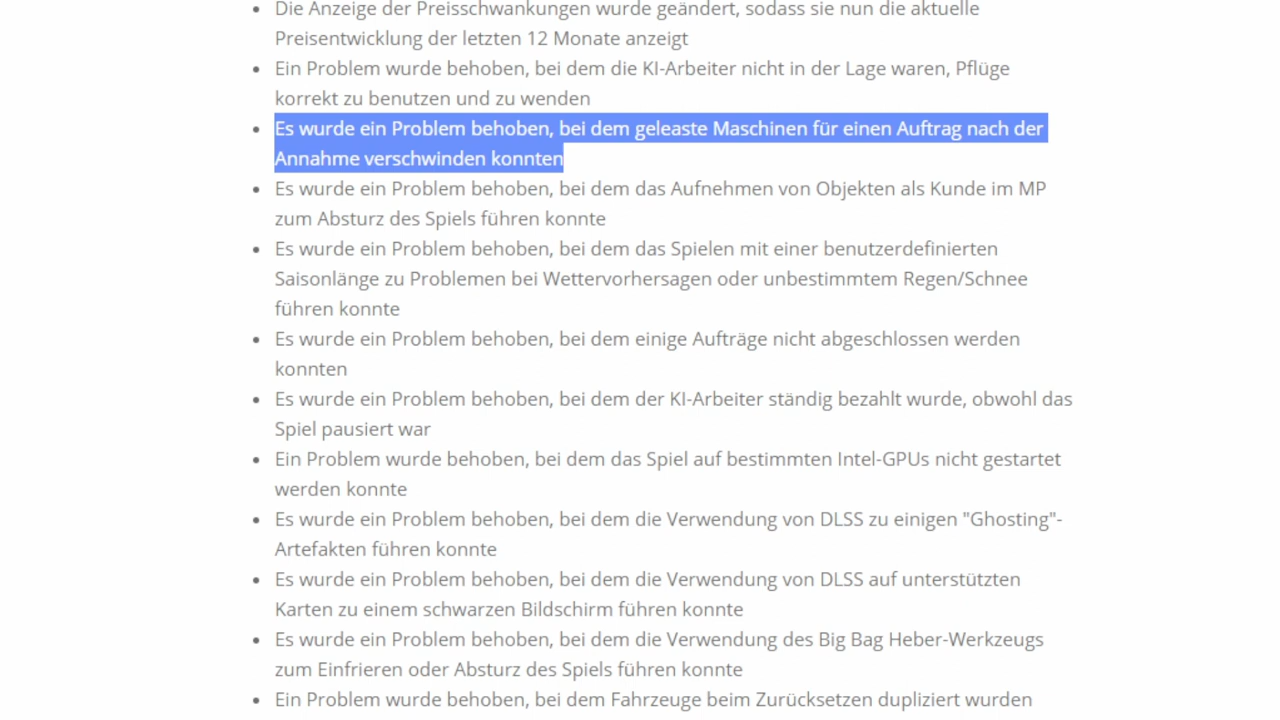 Die Anzeige der Preisschwankungen wurde geändert, sodass sie nun die aktuelle
Preisentwicklung der letzten 12 Monate anzeigt
Ein Problem wurde behoben, bei dem die KI-Arbeiter nicht in der Lage waren, Pflüge
korrekt zu benutzen und zu wenden
Es wurde ein Problem behoben, bei dem geleaste Maschinen für einen Auftrag nach der
Annahme verschwinden konnten
Es wurde ein Problem behoben, bei dem das Aufnehmen von Objekten als Kunde im MP
zum Absturz des Spiels führen konnte
Es wurde ein Problem behoben, bei dem das Spielen mit einer benutzerdefinierten
Saisonlänge zu Problemen bei Wettervorhersagen oder unbestimmtem Regen/Schnee
führen konnte
Es wurde ein Problem behoben, bei dem einige Aufträge nicht abgeschlossen werden
konnten
Es wurde ein Problem behoben, bei dem der KI-Arbeiter ständig bezahlt wurde, obwohl das
Spiel pausiert war
Ein Problem wurde behoben, bei dem das Spiel auf bestimmten Intel-GPUs nicht gestartet
werden konnte
Es wurde ein Problem behoben, bei dem die Verwendung von DLSS zu einigen "Ghosting"-
Artefakten führen konnte
Es wurde ein Problem behoben, bei dem die Verwendung von DLSS auf unterstützten
Karten zu einem schwarzen Bildschirm führen konnte
Es wurde ein Problem behoben, bei dem die Verwendung des Big Bag Heber-Werkzeugs
zum Einfrieren oder Absturz des Spiels führen konnte
Ein Problem wurde behoben, bei dem Fahrzeuge beim Zurücksetzen dupliziert wurden